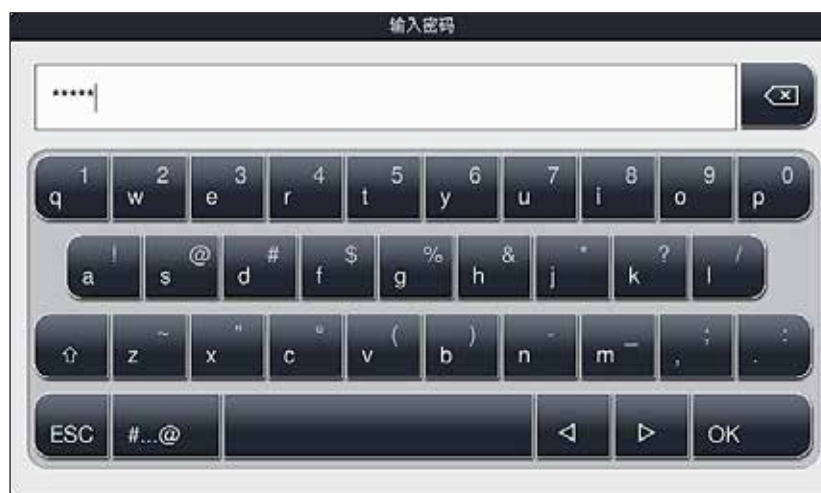 输入密码
*****
1 2 3 4 5 6 7 8 9 0
q w e r t y u i o p
! @ # $ % & * ? /
a s d f g h j k l
~ " º ( ) - _ ; :
z x c v b n m , .
ESC #...@ OK